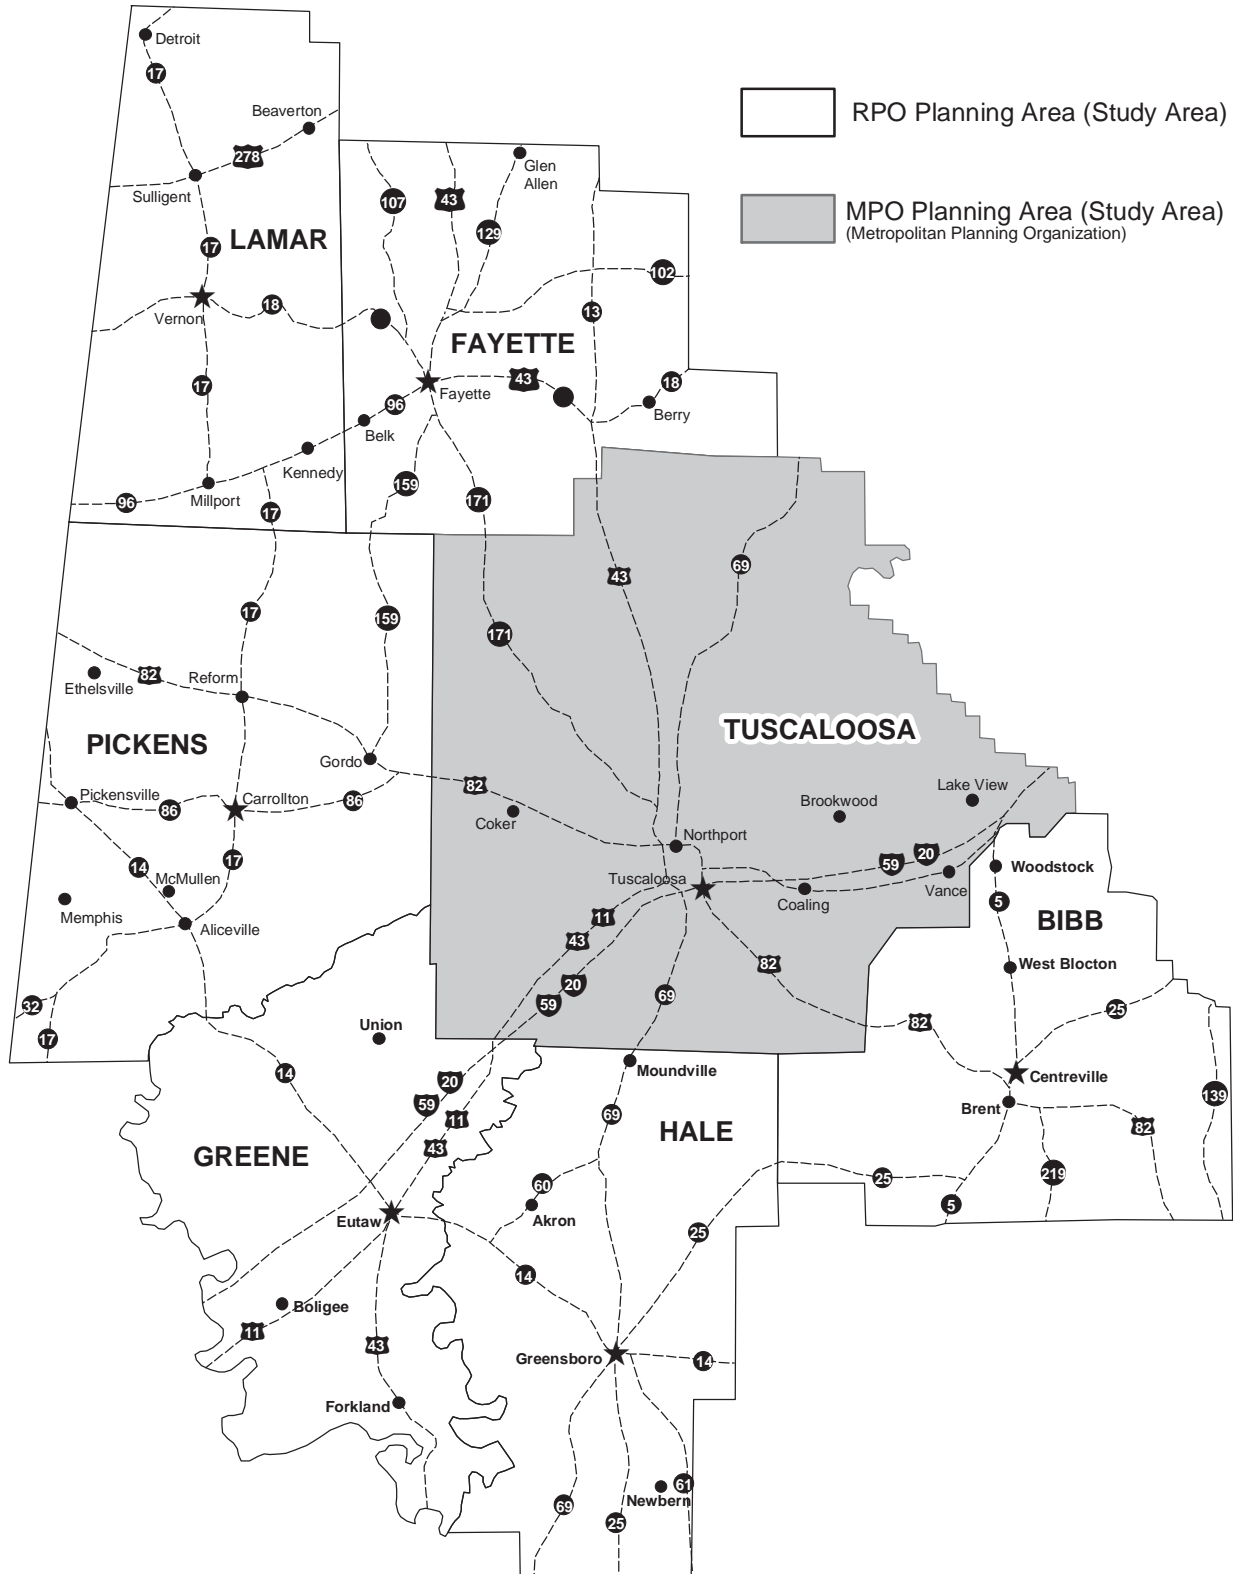 Detroit
17
Beaverton
278
Sulligent
17
LAMAR
Vernon
18
17
Kennedy
Millport
96
17
RPO Planning Area (Study Area)
MPO Planning Area (Study Area)
(Metropolitan Planning Organization)
Glen
Allen
107
43
129
102
13
FAYETTE
43
Fayette
18
Berry
96
Belk
159
171
43
69
17
159
171
82
Ethelsville
Reform
PICKENS
TUSCALOOSA
Gordo
82
Pickensville
86
Carrollton
86
Coker
Lake View
Brookwood
Northport
14
McMullen
17
Memphis
Aliceville
Tuscaloosa
59
20
Coaling
Vance
Woodstock
5
BIBB
11
43
82
West Blocton
20
59
69
32
17
Union
82
25
14
Moundville
Centreville
20
59
11
43
69
Brent
139
82
GREENE
HALE
60
Akron
25
219
5
Eutaw
25
14
Boligee
11
43
Greensboro
14
Forkland
61
Newbern
69
25